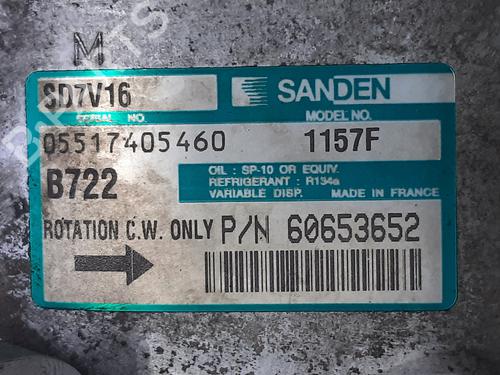 M
SD7V16
SANDEN
SERIAL NO.
MODEL NO.
05517405460
1157F
B722
OIL : SP-10 OR EQUIV.
REFRIGERANT : R134a
VARIABLE DISP. MADE IN FRANCE
ROTATION C.W. ONLY P/N 60653652